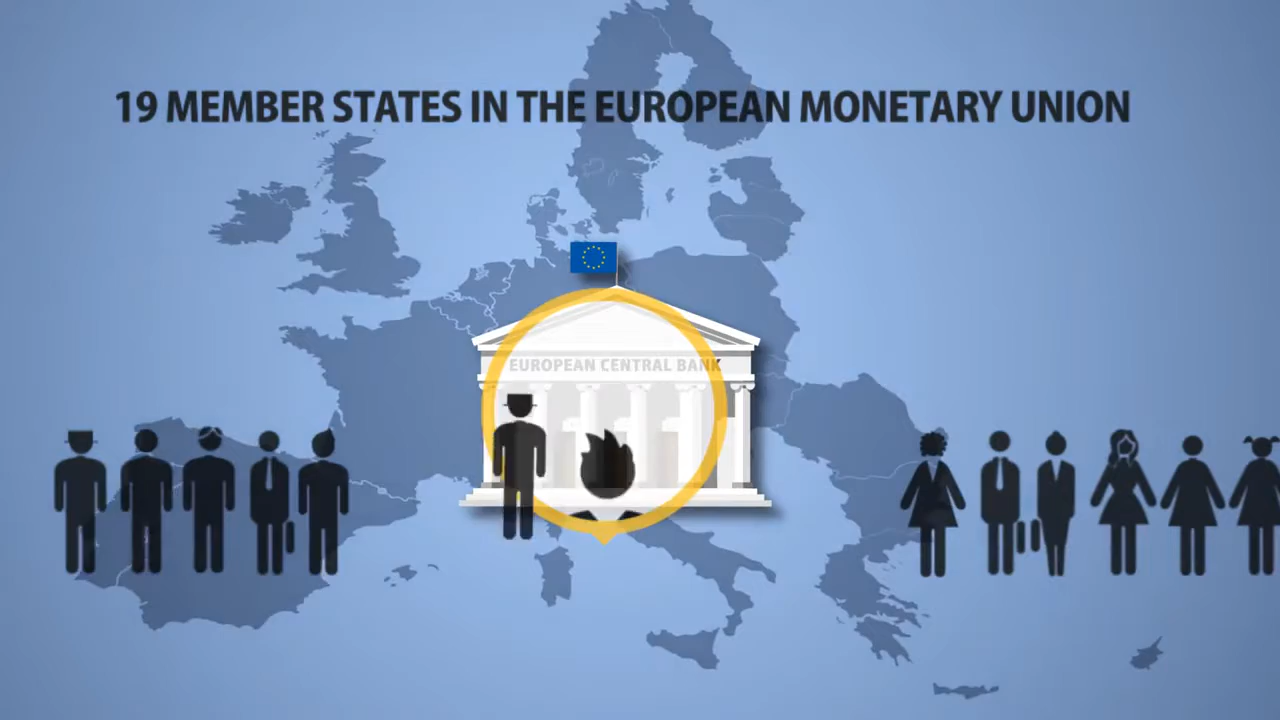 19 MEMBER STATES IN THE EUROPEAN MONETARY UNION
EUROPEAN CENTRAL BANK